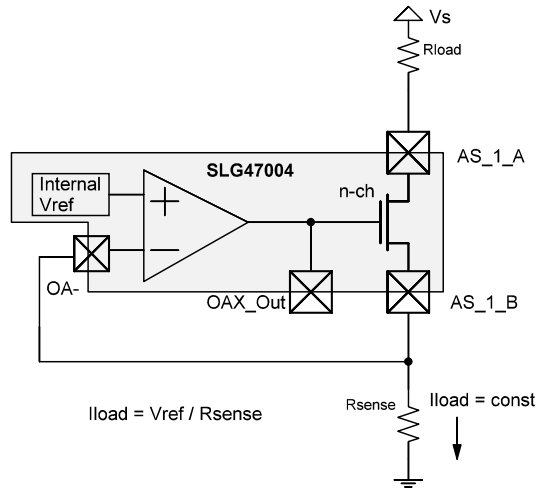 Vs
Rload
SLG47004
AS_1_A
Internal
Vref
n-ch
+
−
OA-
OAX_Out
AS_1_B
Iload = Vref / Rsense
Rsense
Iload = const